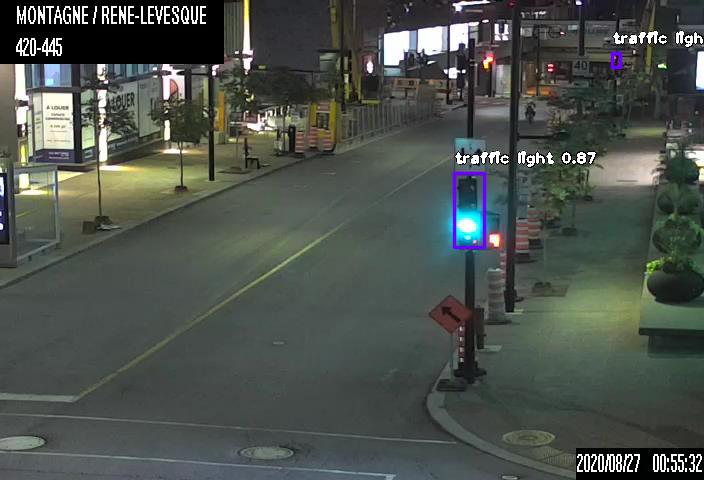 MONTAGNE / RENE-LEVESQUE
420-445
traffic ligh
40
À LOUER
LOUER
traffic light 0.87
2020/08/27 00:55:32